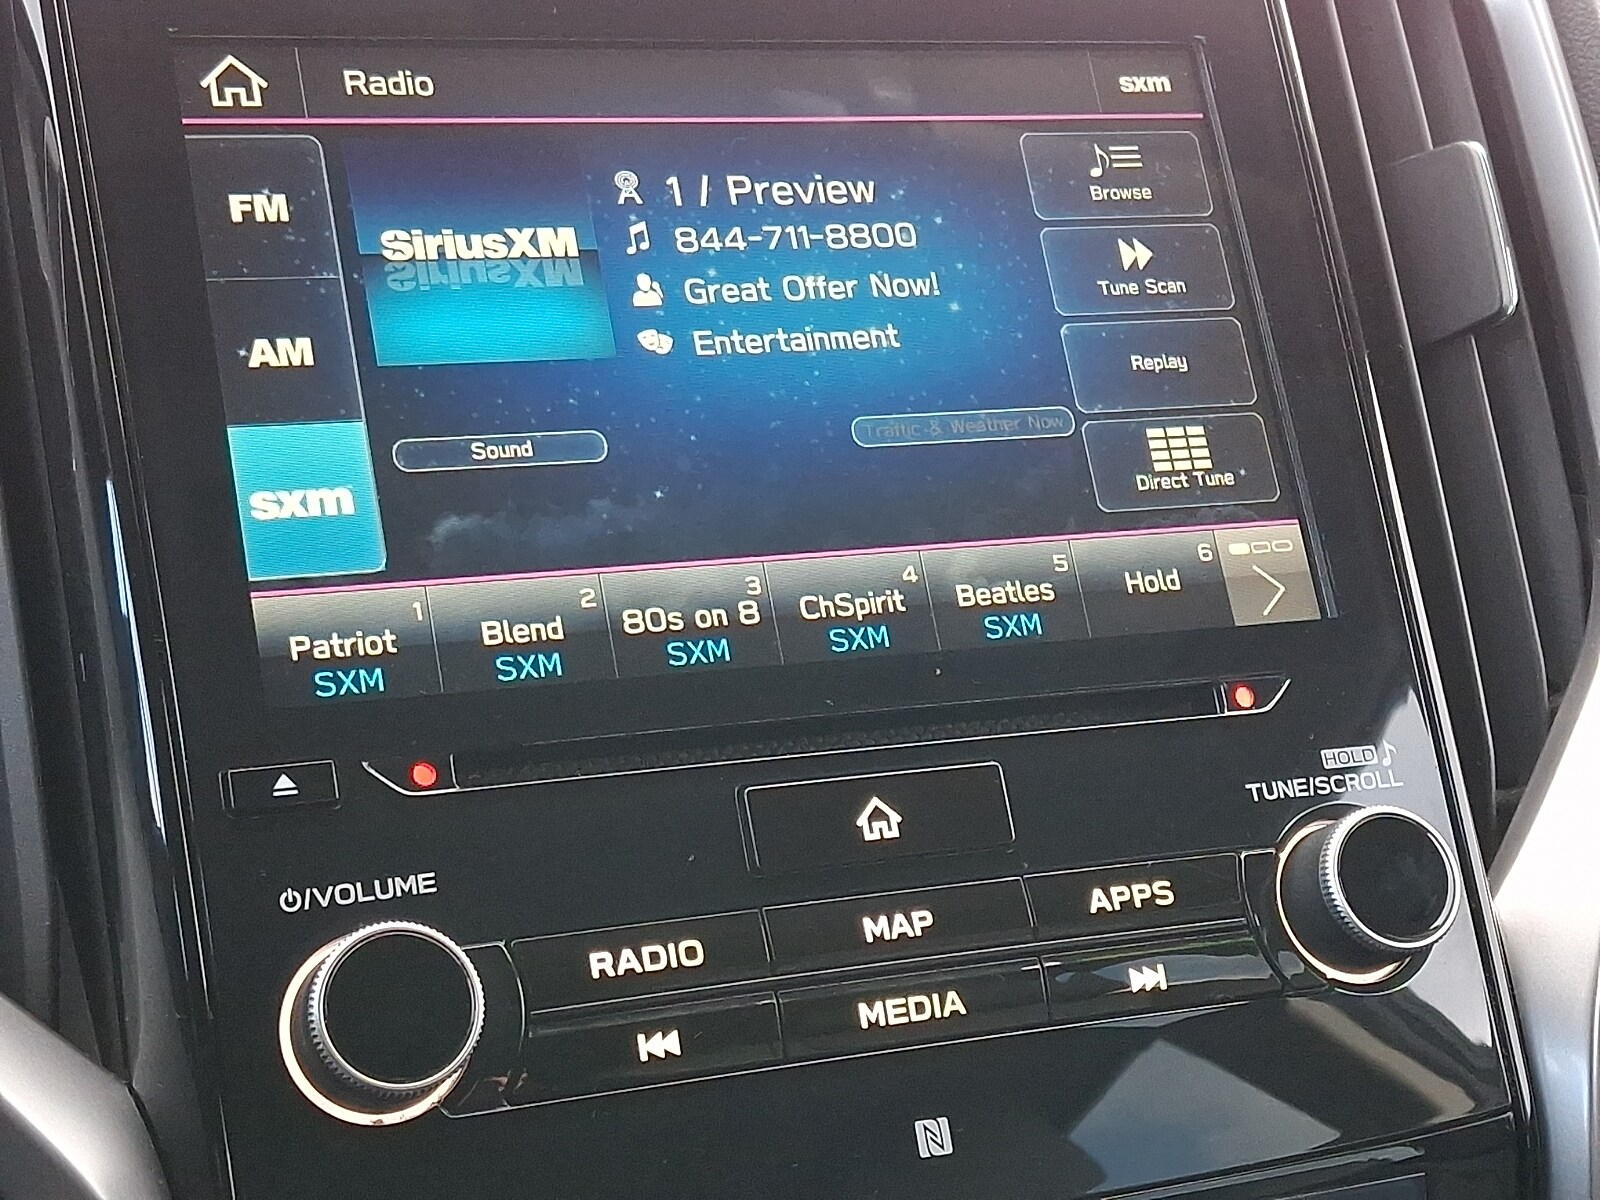 Radio
sxm
FM
AM
sxm
SiriusXM
1 / Preview
844-711-8800
Great Offer Now!
Entertainment
Sound
Traffic & Weather Now
Browse
Tune Scan
Replay
Direct Tune
1
Patriot
SXM
2
Blend
SXM
3
80s on 8
SXM
4
ChSpirit
SXM
5
Beatles
SXM
6
Hold
HOLD
TUNE/SCROLL
/VOLUME
RADIO
MAP
APPS
MEDIA
N